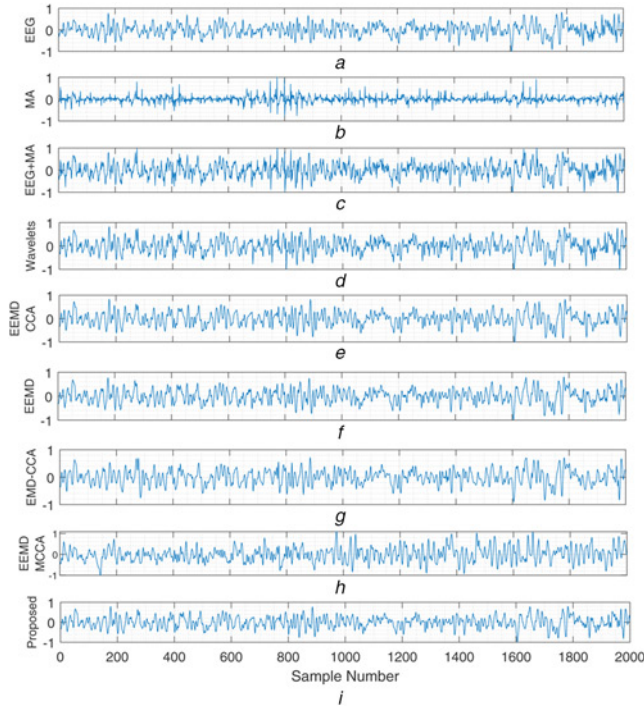 EEG
1
0
-1
a
MA
1
0
-1
b
EEG+MA
1
0
-1
c
Wavelets
1
0
-1
d
EEMD
CCA
1
0
-1
e
EEMD
1
0
-1
f
EMD-CCA
1
0
-1
g
EEMD
MCCA
1
0
-1
h
Proposed
1
0
-1
0 200 400 600 800 1000 1200 1400 1600 1800 2000
Sample Number
i